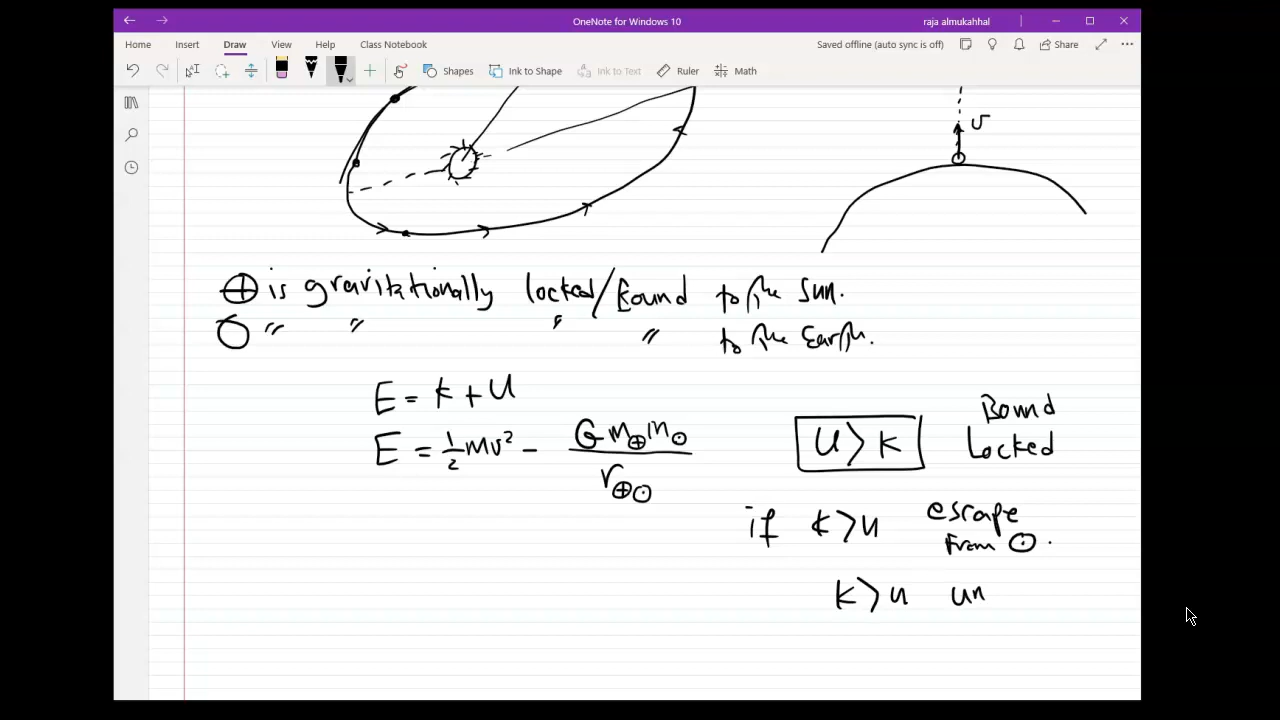 OneNote for Windows 10
raja almukahhal
Home Insert Draw View Help Class Notebook
Saved offline (auto sync is off)
Share
Shapes Ink to Shape Ink to Text Ruler Math
v
⊕ is gravitationally locked/Bound to the Sun.
O " " " " to the Earth.
E = K + U
E = ½mv² − G m⊕ m⊙ / r⊕⊙
U > K Bound Locked
if K > U escape from ⊙.
K > U un